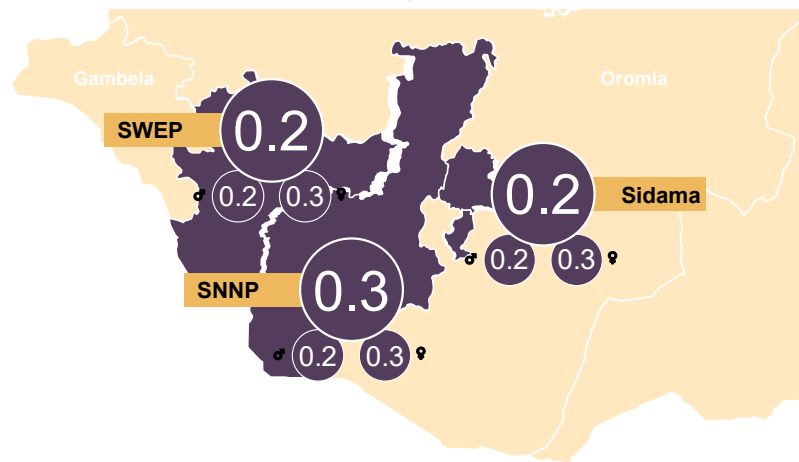 Gambela
Oromia
SWEP
0.2
♂ 0.2 0.3 ♀
0.2
Sidama
♂ 0.2 0.3 ♀
SNNP
0.3
♂ 0.2 0.3 ♀